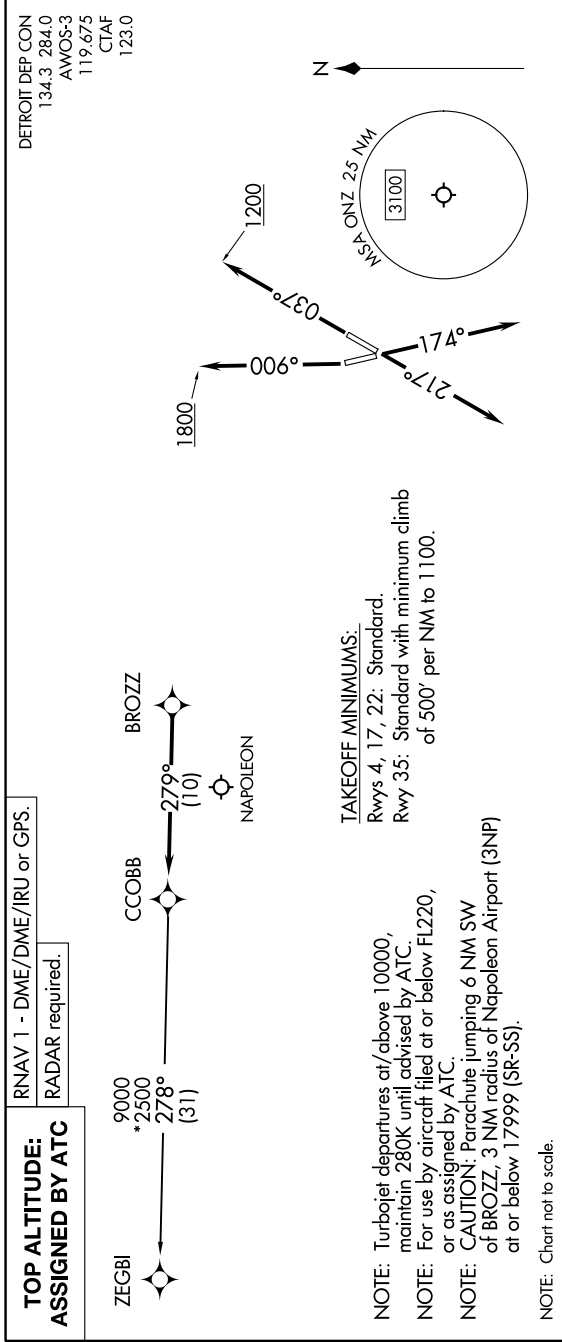 TOP ALTITUDE:
ASSIGNED BY ATC
RNAV 1 - DME/DME/IRU or GPS.
RADAR required.
DETROIT DEP CON
134.3 284.0
AWOS-3
119.675
CTAF
123.0
ZEGBI
9000
*2500
278°
(31)
CCOBB
279°
(10)
BROZZ
NAPOLEON
1800
006°
1200
037°
174°
217°
N
MSA ONZ 25 NM
3100
TAKEOFF MINIMUMS:
Rwys 4, 17, 22: Standard.
Rwy 35: Standard with minimum climb
of 500' per NM to 1100.
NOTE: Turbojet departures at/above 10000,
maintain 280K until advised by ATC.
NOTE: For use by aircraft filed at or below FL220,
or as assigned by ATC.
NOTE: CAUTION: Parachute jumping 6 NM SW
of BROZZ, 3 NM radius of Napoleon Airport (3NP)
at or below 17999 (SR-SS).
NOTE: Chart not to scale.